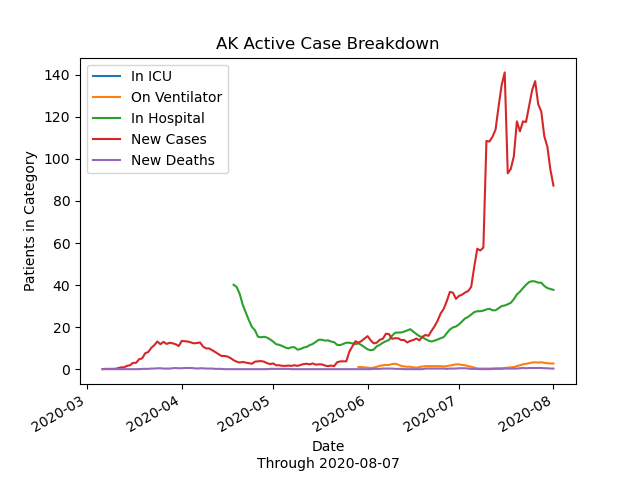 AK Active Case Breakdown
In ICU
On Ventilator
In Hospital
New Cases
New Deaths
Patients in Category
140
120
100
80
60
40
20
0
2020-03
2020-04
2020-05
2020-06
2020-07
2020-08
Date
Through 2020-08-07